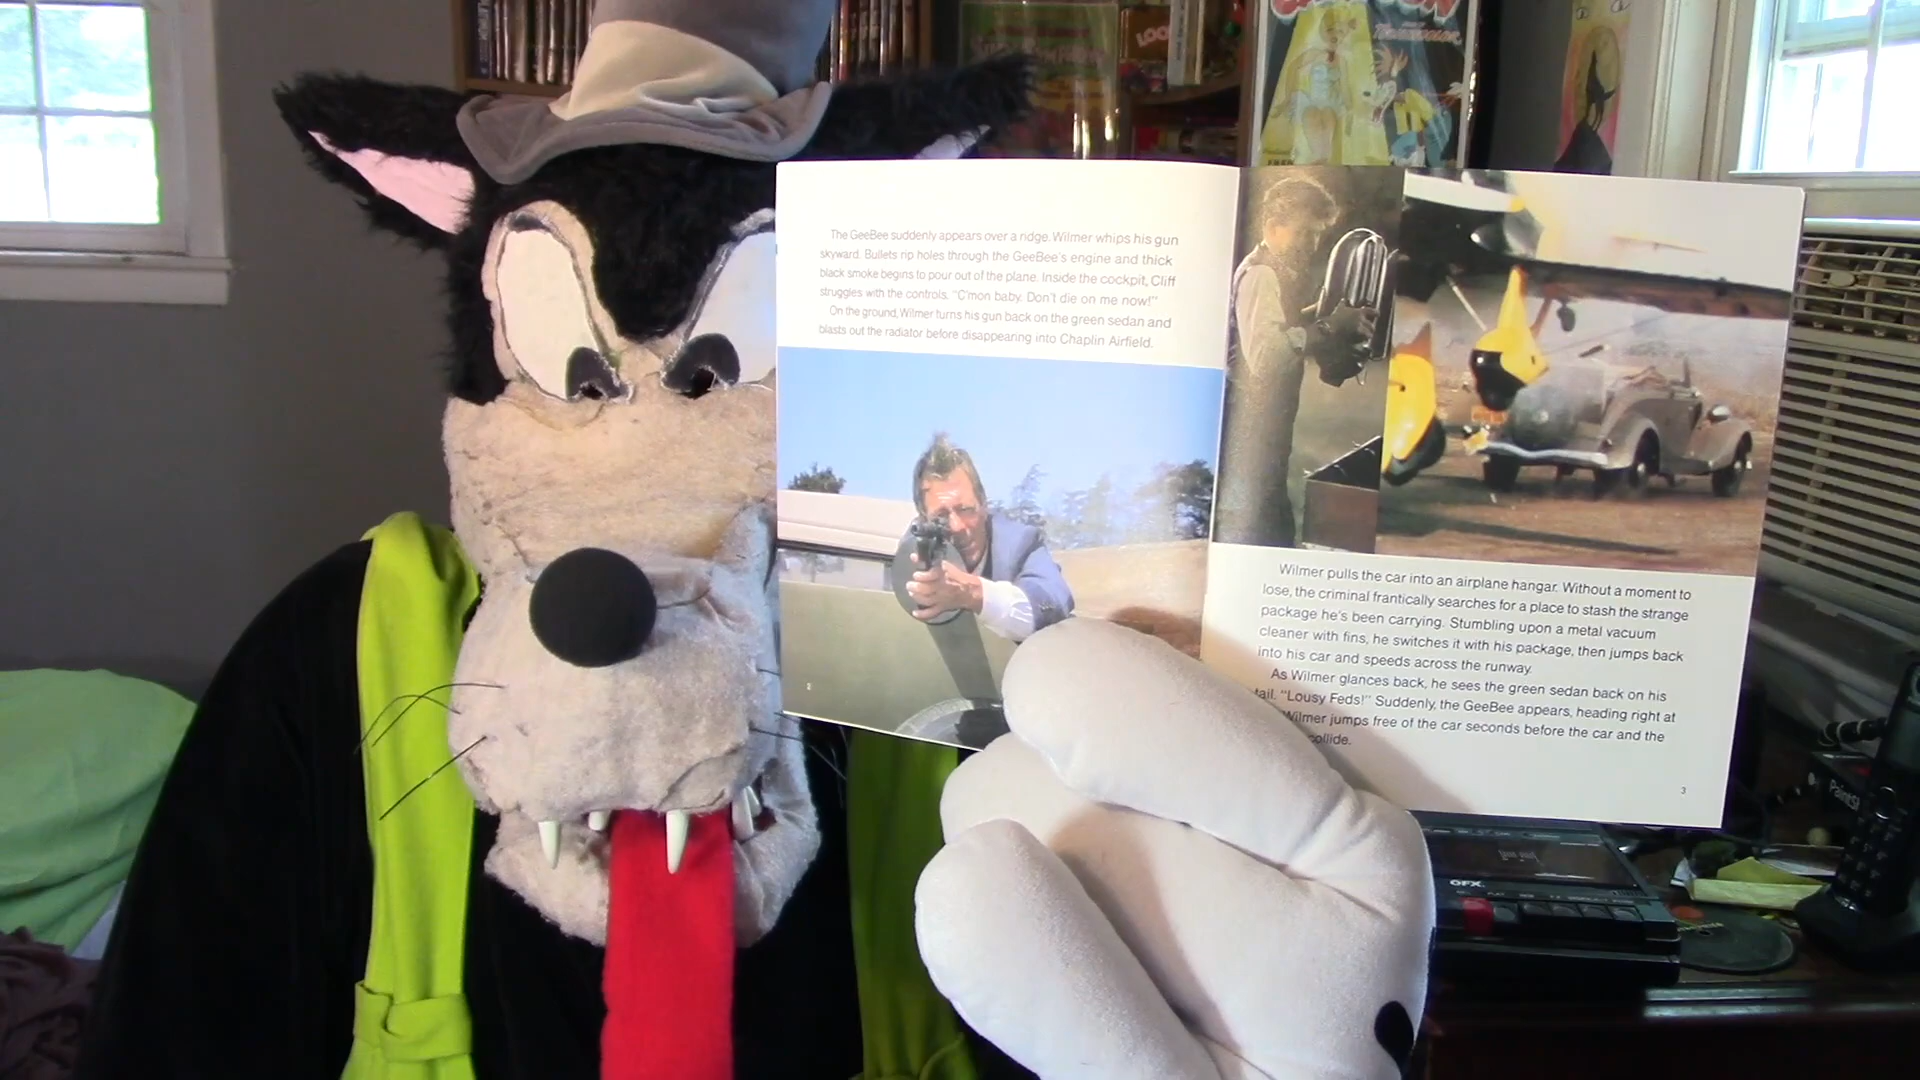 LOO
TECHNICOLOR
The GeeBee suddenly appears over a ridge. Wilmer whips his gun
skyward. Bullets rip holes through the GeeBee's engine and thick
black smoke begins to pour out of the plane. Inside the cockpit, Cliff
struggles with the controls. "C'mon baby. Don't die on me now!"
On the ground, Wilmer turns his gun back on the green sedan and
blasts out the radiator before disappearing into Chaplin Airfield.
2
Wilmer pulls the car into an airplane hangar. Without a moment to
lose, the criminal frantically searches for a place to stash the strange
package he's been carrying. Stumbling upon a metal vacuum
cleaner with fins, he switches it with his package, then jumps back
into his car and speeds across the runway.
As Wilmer glances back, he sees the green sedan back on his
tail. "Lousy Feds!" Suddenly, the GeeBee appears, heading right at
Wilmer jumps free of the car seconds before the car and the
collide.
3
GFX
PaintSh